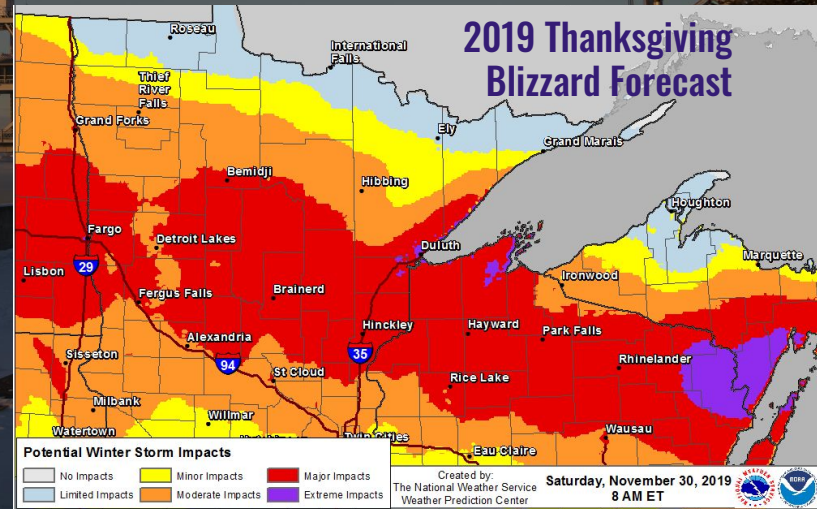 2019 Thanksgiving
Blizzard Forecast
Roseau
International
Falls
Thief
River
Falls
Grand Forks
Ely
Grand Marais
Bemidji
Hibbing
Houghton
Fargo
Detroit Lakes
Duluth
Marquette
Lisbon
29
Ironwood
Fergus Falls
Brainerd
Hinckley
Hayward
Park Falls
Alexandria
Sisseton
94
35
St Cloud
Rhinelander
Rice Lake
Milbank
Willmar
Watertown
Twin Cities
Wausau
Eau Claire
Potential Winter Storm Impacts
No Impacts
Minor Impacts
Major Impacts
Limited Impacts
Moderate Impacts
Extreme Impacts
Created by:
The National Weather Service
Weather Prediction Center
Saturday, November 30, 2019
8 AM ET
NOAA